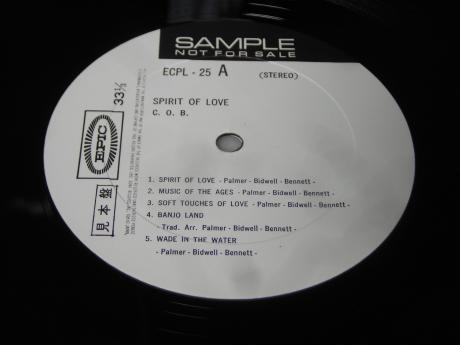 SAMPLE
NOT FOR SALE
ECPL - 25 A (STEREO)
33⅓
SPIRIT OF LOVE
C. O. B.
EPIC
見本盤
1. SPIRIT OF LOVE - Palmer - Bidwell - Bennett -
2. MUSIC OF THE AGES - Palmer - Bidwell - Bennett -
3. SOFT TOUCHES OF LOVE - Palmer - Bidwell - Bennett -
4. BANJO LAND
- Trad. Arr. Palmer - Bidwell - Bennett -
5. WADE IN THE WATER
- Palmer - Bidwell - Bennett -